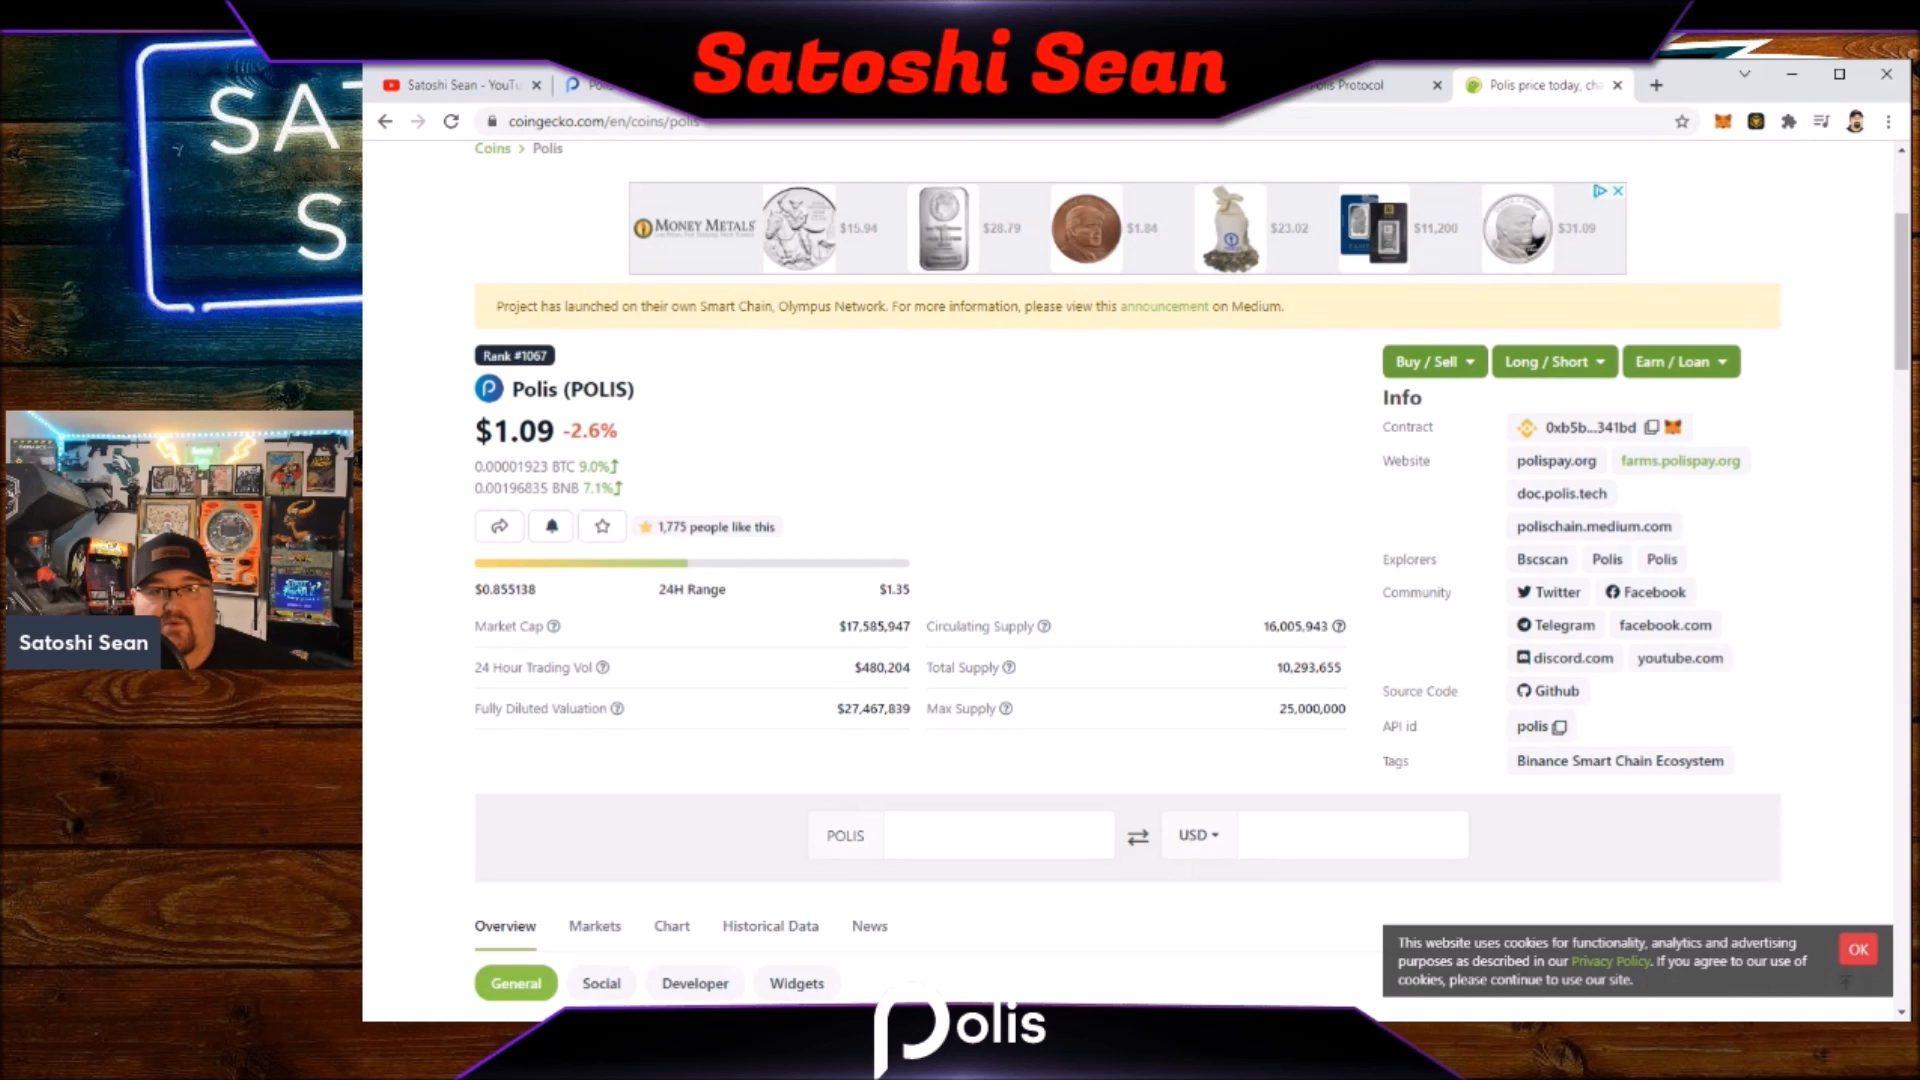 Satoshi Sean
SA
S
Satoshi Sean - YouTu
Polis Protocol
Polis price today, cha
coingecko.com/en/coins/polis
Coins > Polis
MONEY METALS
$15.94
$28.79
$1.84
$23.02
$11,200
$31.09
Project has launched on their own Smart Chain, Olympus Network. For more information, please view this announcement on Medium.
Rank #1067
Polis (POLIS)
$1.09 -2.6%
0.00001923 BTC 9.0%
0.00196835 BNB 7.1%
1,775 people like this
$0.855138 24H Range $1.35
Market Cap $17,585,947
24 Hour Trading Vol $480,204
Fully Diluted Valuation $27,467,839
Circulating Supply 16,005,943
Total Supply 10,293,655
Max Supply 25,000,000
Buy / Sell Long / Short Earn / Loan
Info
Contract 0xb5b...341bd
Website polispay.org farms.polispay.org
doc.polis.tech
polischain.medium.com
Explorers Bscscan Polis Polis
Community Twitter Facebook
Telegram facebook.com
discord.com youtube.com
Source Code Github
API id polis
Tags Binance Smart Chain Ecosystem
Satoshi Sean
POLIS USD
Overview Markets Chart Historical Data News
General Social Developer Widgets
This website uses cookies for functionality, analytics and advertising
purposes as described in our Privacy Policy. If you agree to our use of
cookies, please continue to use our site.
OK
Polis